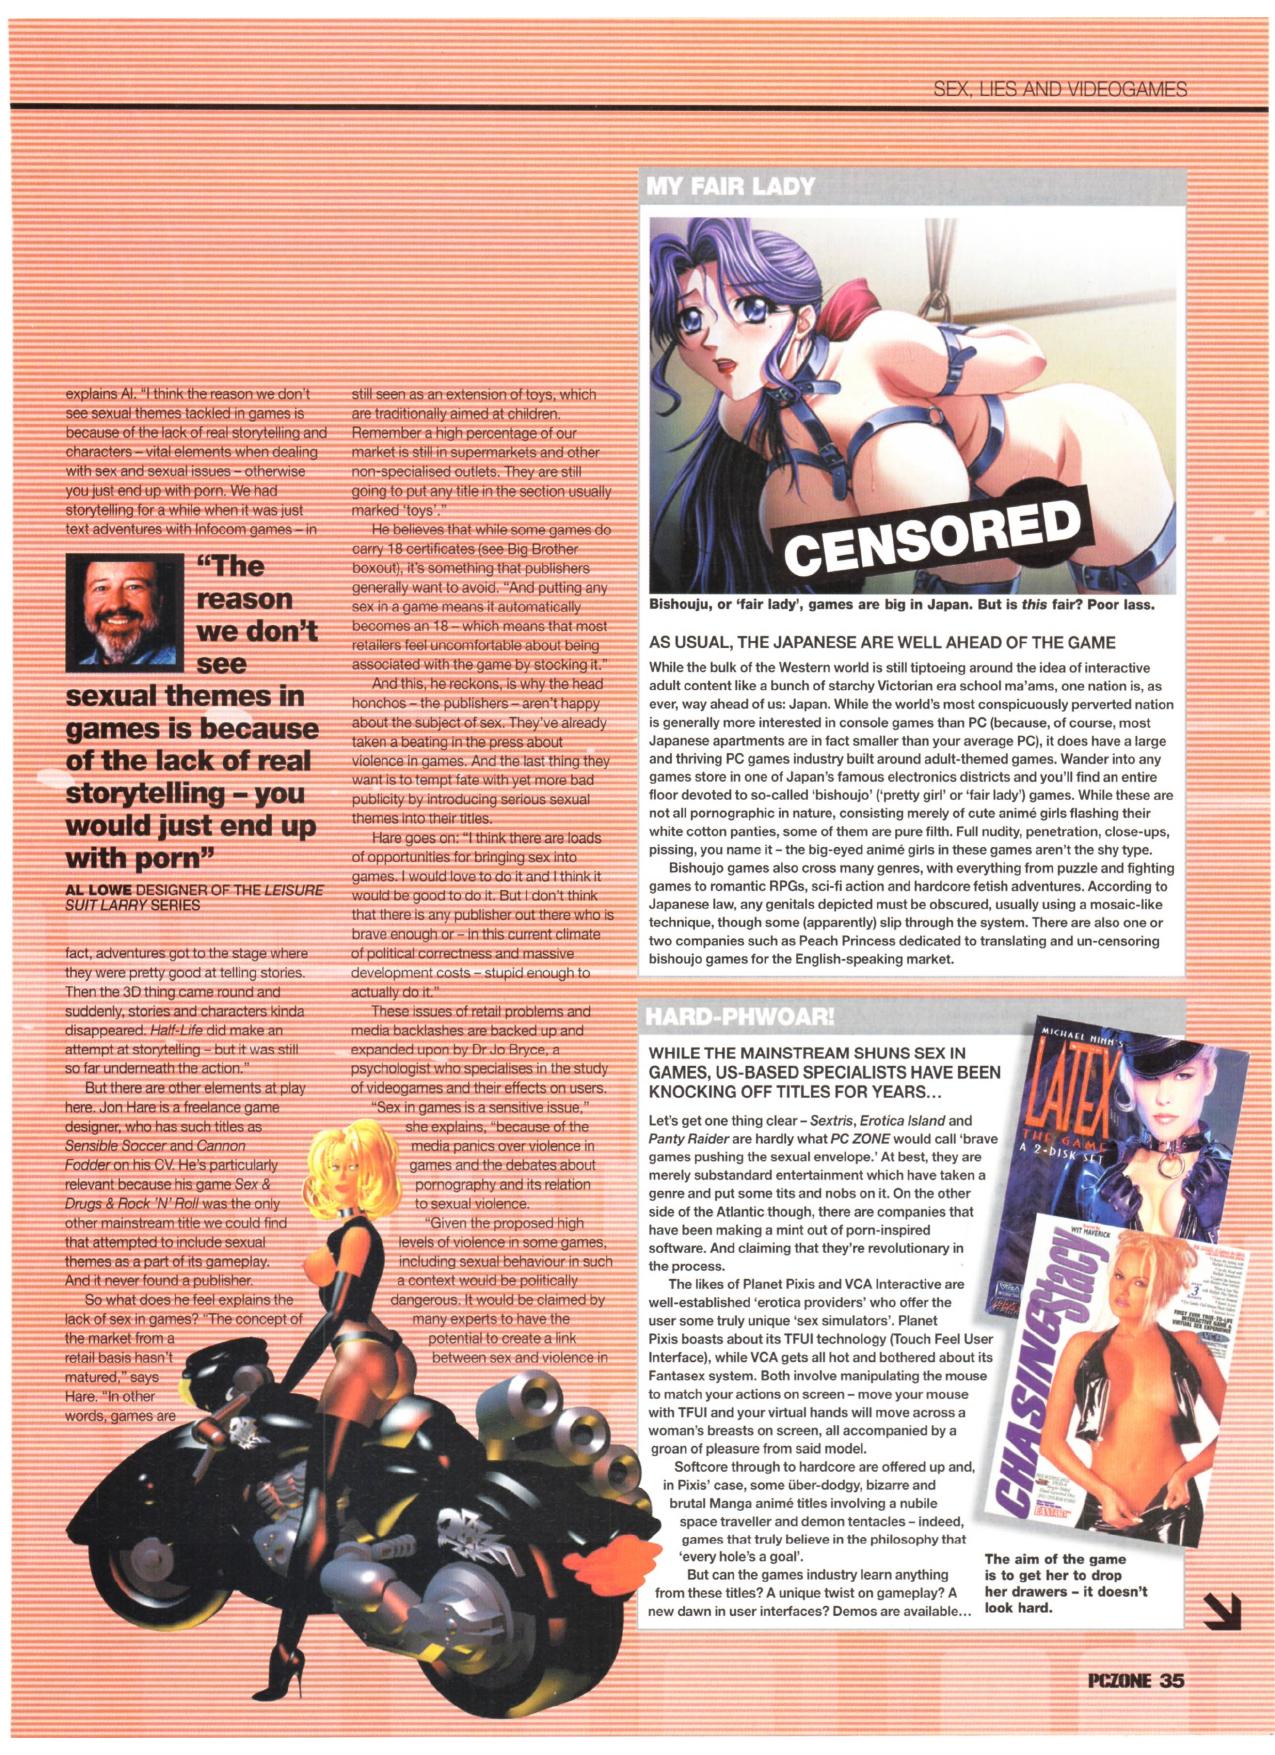 SEX, LIES AND VIDEOGAMES
explains Al. "I think the reason we don't
see sexual themes tackled in games is
because of the lack of real storytelling and
characters – vital elements when dealing
with sex and sexual issues – otherwise
you just end up with porn. We had
storytelling for a while when it was just
text adventures with Infocom games – in
"The
reason
we don't
see
sexual themes in
games is because
of the lack of real
storytelling – you
would just end up
with porn"
AL LOWE DESIGNER OF THE LEISURE
SUIT LARRY SERIES
fact, adventures got to the stage where
they were pretty good at telling stories.
Then the 3D thing came round and
suddenly, stories and characters kinda
disappeared. Half-Life did make an
attempt at storytelling – but it was still
so far underneath the action."
But there are other elements at play
here. Jon Hare is a freelance game
designer, who has such titles as
Sensible Soccer and Cannon
Fodder on his CV. He's particularly
relevant because his game Sex &
Drugs & Rock 'N' Roll was the only
other mainstream title we could find
that attempted to include sexual
themes as a part of its gameplay.
And it never found a publisher.
So what does he feel explains the
lack of sex in games? "The concept of
the market from a
retail basis hasn't
matured," says
Hare. "In other
words, games are
still seen as an extension of toys, which
are traditionally aimed at children.
Remember a high percentage of our
market is still in supermarkets and other
non-specialised outlets. They are still
going to put any title in the section usually
marked 'toys'."
He believes that while some games do
carry 18 certificates (see Big Brother
boxout), it's something that publishers
generally want to avoid. "And putting any
sex in a game means it automatically
becomes an 18 – which means that most
retailers feel uncomfortable about being
associated with the game by stocking it."
And this, he reckons, is why the head
honchos – the publishers – aren't happy
about the subject of sex. They've already
taken a beating in the press about
violence in games. And the last thing they
want is to tempt fate with yet more bad
publicity by introducing serious sexual
themes into their titles.
Hare goes on: "I think there are loads
of opportunities for bringing sex into
games. I would love to do it and I think it
would be good to do it. But I don't think
that there is any publisher out there who is
brave enough or – in this current climate
of political correctness and massive
development costs – stupid enough to
actually do it."
These issues of retail problems and
media backlashes are backed up and
expanded upon by Dr Jo Bryce, a
psychologist who specialises in the study
of videogames and their effects on users.
"Sex in games is a sensitive issue,"
she explains, "because of the
media panics over violence in
games and the debates about
pornography and its relation
to sexual violence.
"Given the proposed high
levels of violence in some games,
including sexual behaviour in such
a context would be politically
dangerous. It would be claimed by
many experts to have the
potential to create a link
between sex and violence in
MY FAIR LADY
CENSORED
Bishouju, or 'fair lady', games are big in Japan. But is this fair? Poor lass.
AS USUAL, THE JAPANESE ARE WELL AHEAD OF THE GAME
While the bulk of the Western world is still tiptoeing around the idea of interactive
adult content like a bunch of starchy Victorian era school ma'ams, one nation is, as
ever, way ahead of us: Japan. While the world's most conspicuously perverted nation
is generally more interested in console games than PC (because, of course, most
Japanese apartments are in fact smaller than your average PC), it does have a large
and thriving PC games industry built around adult-themed games. Wander into any
games store in one of Japan's famous electronics districts and you'll find an entire
floor devoted to so-called 'bishoujo' ('pretty girl' or 'fair lady') games. While these are
not all pornographic in nature, consisting merely of cute animé girls flashing their
white cotton panties, some of them are pure filth. Full nudity, penetration, close-ups,
pissing, you name it – the big-eyed animé girls in these games aren't the shy type.
Bishoujo games also cross many genres, with everything from puzzle and fighting
games to romantic RPGs, sci-fi action and hardcore fetish adventures. According to
Japanese law, any genitals depicted must be obscured, usually using a mosaic-like
technique, though some (apparently) slip through the system. There are also one or
two companies such as Peach Princess dedicated to translating and un-censoring
bishoujo games for the English-speaking market.
HARD-PHWOAR!
WHILE THE MAINSTREAM SHUNS SEX IN
GAMES, US-BASED SPECIALISTS HAVE BEEN
KNOCKING OFF TITLES FOR YEARS...
Let's get one thing clear – Sextris, Erotica Island and
Panty Raider are hardly what PC ZONE would call 'brave
games pushing the sexual envelope.' At best, they are
merely substandard entertainment which have taken a
genre and put some tits and nobs on it. On the other
side of the Atlantic though, there are companies that
have been making a mint out of porn-inspired
software. And claiming that they're revolutionary in
the process.
The likes of Planet Pixis and VCA Interactive are
well-established 'erotica providers' who offer the
user some truly unique 'sex simulators'. Planet
Pixis boasts about its TFUI technology (Touch Feel User
Interface), while VCA gets all hot and bothered about its
Fantasex system. Both involve manipulating the mouse
to match your actions on screen – move your mouse
with TFUI and your virtual hands will move across a
woman's breasts on screen, all accompanied by a
groan of pleasure from said model.
Softcore through to hardcore are offered up and,
in Pixis' case, some über-dodgy, bizarre and
brutal Manga animé titles involving a nubile
space traveller and demon tentacles – indeed,
games that truly believe in the philosophy that
'every hole's a goal'.
But can the games industry learn anything
from these titles? A unique twist on gameplay? A
new dawn in user interfaces? Demos are available...
MICHAEL NINN'S
LATEX
THE GAME
A 2-DISK SET
WIT MAVERICK
CHASING Stacy
3
The aim of the game
is to get her to drop
her drawers – it doesn't
look hard.
PCZONE 35